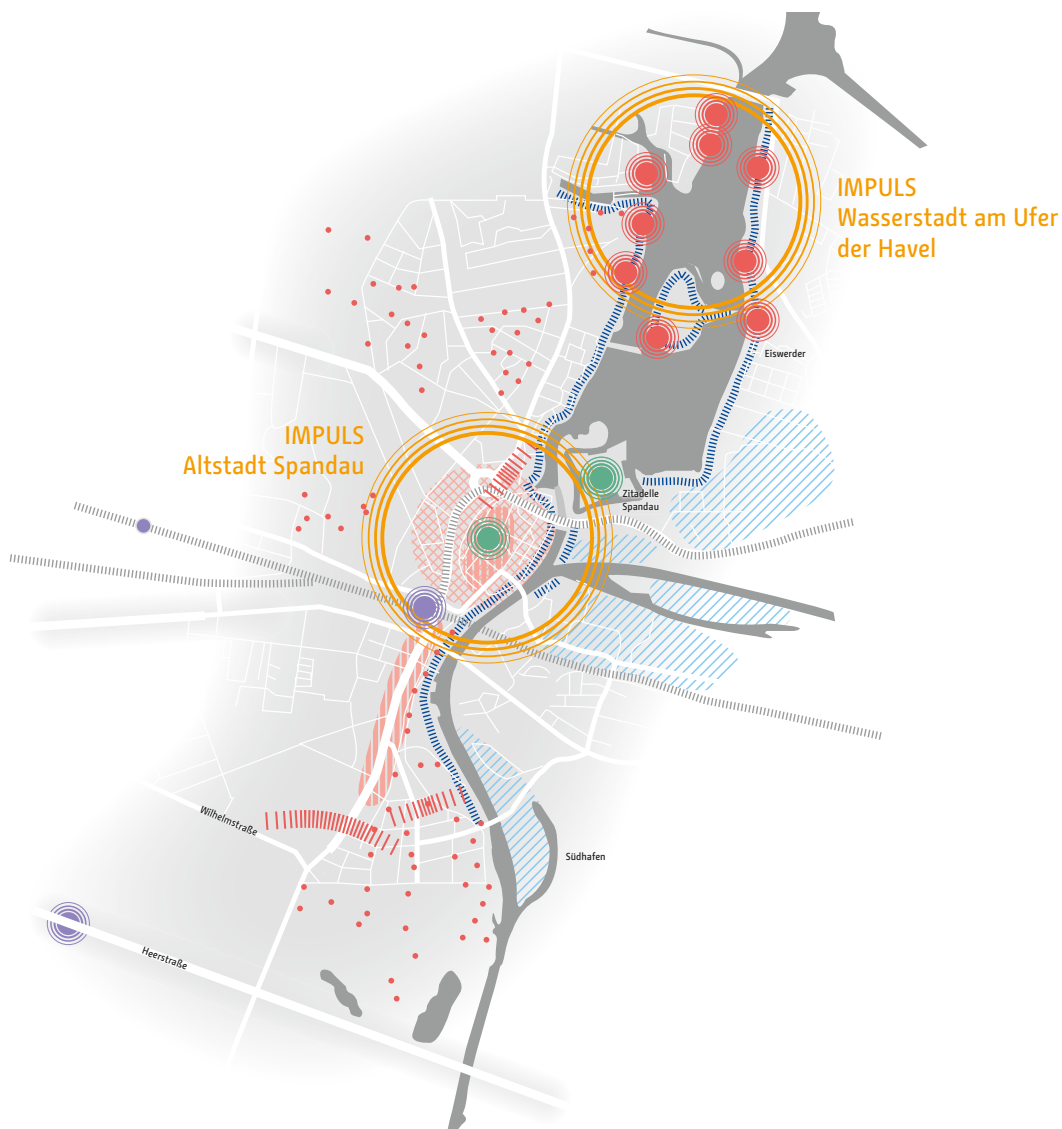 IMPULS
Wasserstadt am Ufer
der Havel
Eiswerder
IMPULS
Altstadt Spandau
Zitadelle
Spandau
Wilhelmstraße
Südhafen
Heerstraße